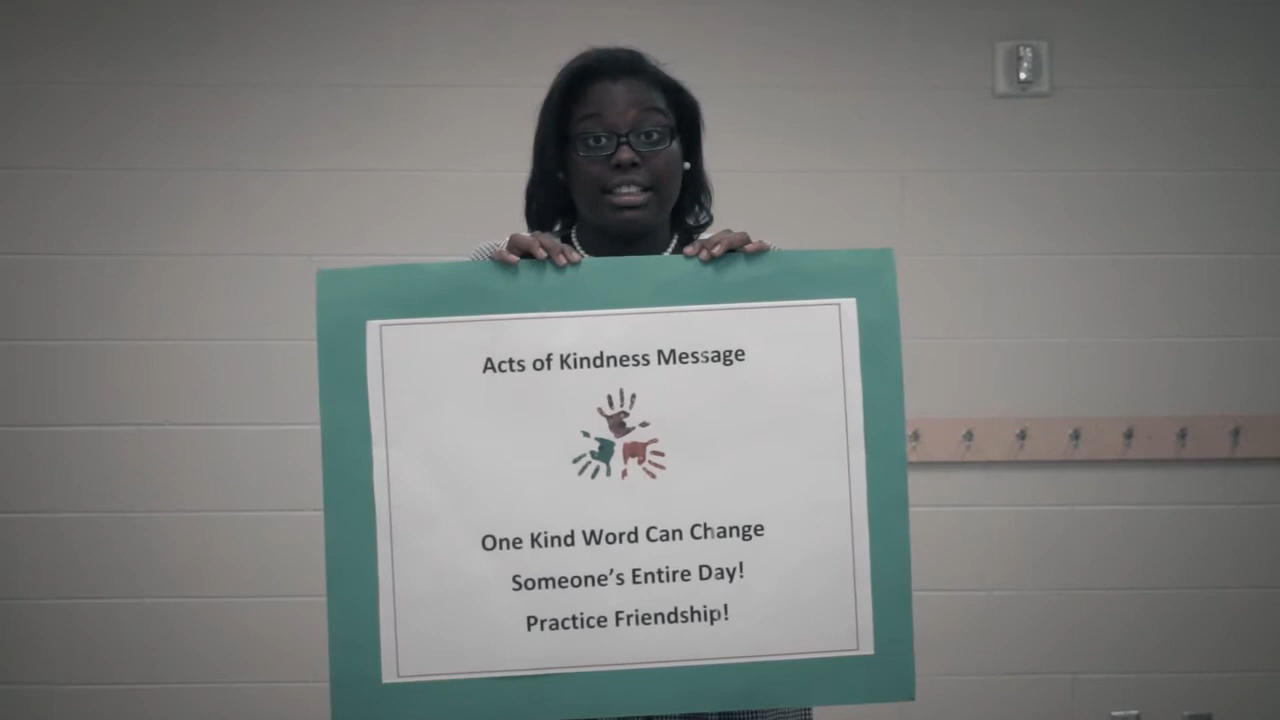 Acts of Kindness Message
One Kind Word Can Change
Someone's Entire Day!
Practice Friendship!